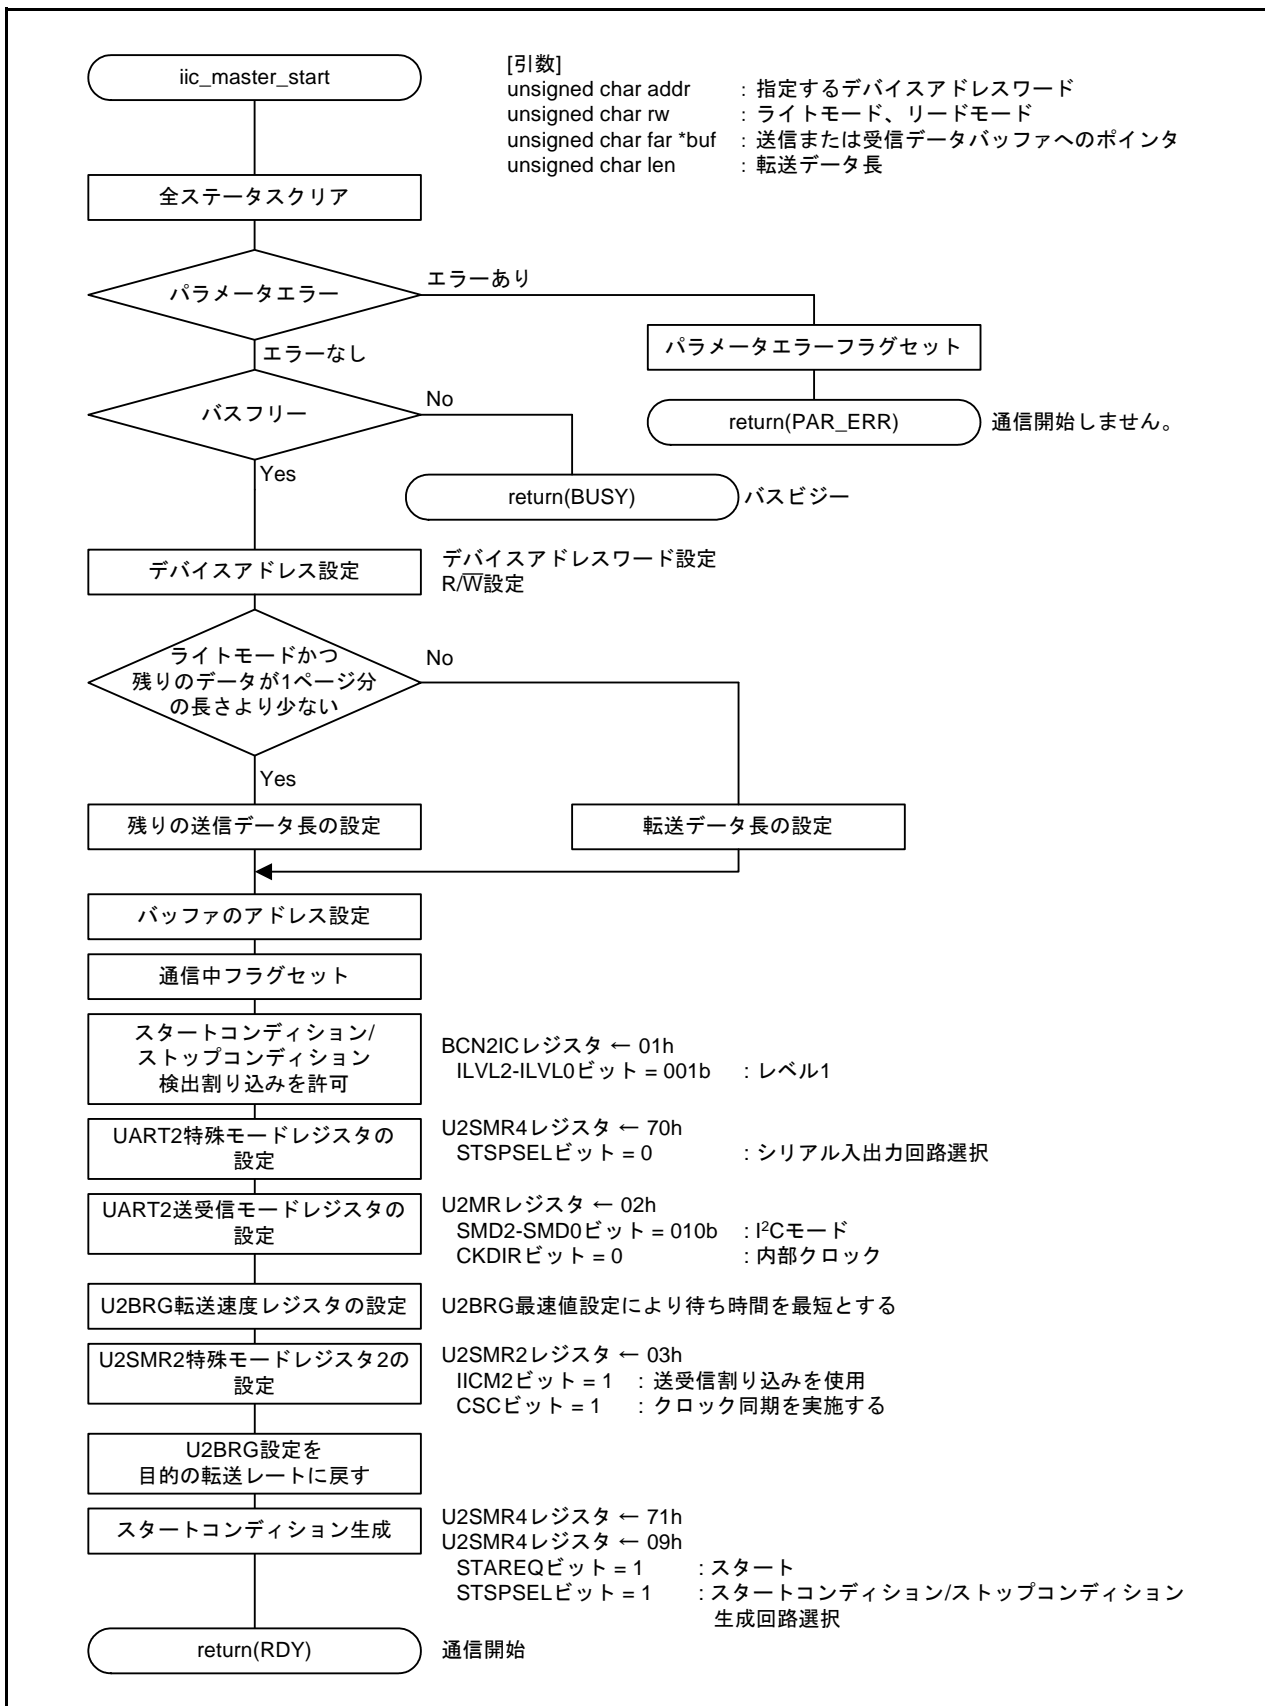 iic_master_start
[引数]
unsigned char addr : 指定するデバイスアドレスワード
unsigned char rw : ライトモード、リードモード
unsigned char far *buf : 送信または受信データバッファへのポインタ
unsigned char len : 転送データ長
全ステータスクリア
パラメータエラー
エラーあり
パラメータエラーフラグセット
return(PAR_ERR)
通信開始しません。
エラーなし
バスフリー
No
return(BUSY)
バスビジー
Yes
デバイスアドレス設定
デバイスアドレスワード設定
R/W̅設定
ライトモードかつ
残りのデータが1ページ分
の長さより少ない
No
Yes
残りの送信データ長の設定
転送データ長の設定
バッファのアドレス設定
通信中フラグセット
スタートコンディション/
ストップコンディション
検出割り込みを許可
BCN2ICレジスタ ← 01h
ILVL2-ILVL0ビット = 001b : レベル1
UART2特殊モードレジスタの
設定
U2SMR4レジスタ ← 70h
STSPSELビット = 0 : シリアル入出力回路選択
UART2送受信モードレジスタの
設定
U2MRレジスタ ← 02h
SMD2-SMD0ビット = 010b : I²Cモード
CKDIRビット = 0 : 内部クロック
U2BRG転送速度レジスタの設定
U2BRG最速値設定により待ち時間を最短とする
U2SMR2特殊モードレジスタ2の
設定
U2SMR2レジスタ ← 03h
IICM2ビット = 1 : 送受信割り込みを使用
CSCビット = 1 : クロック同期を実施する
U2BRG設定を
目的の転送レートに戻す
スタートコンディション生成
U2SMR4レジスタ ← 71h
U2SMR4レジスタ ← 09h
STAREQビット = 1 : スタート
STSPSELビット = 1 : スタートコンディション/ストップコンディション
生成回路選択
return(RDY)
通信開始